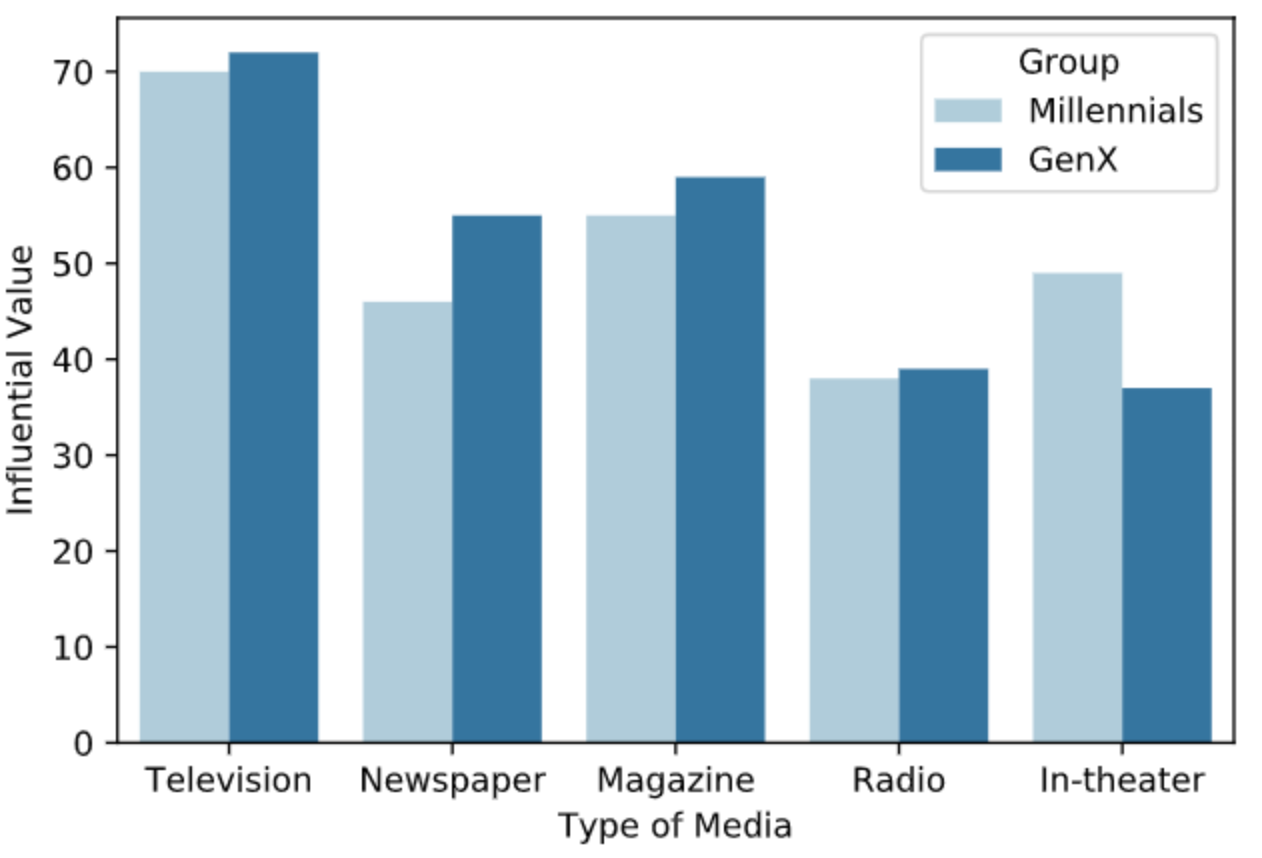 Group
Millennials
GenX
Influential Value
70
60
50
40
30
20
10
0
Television Newspaper Magazine Radio In-theater
Type of Media